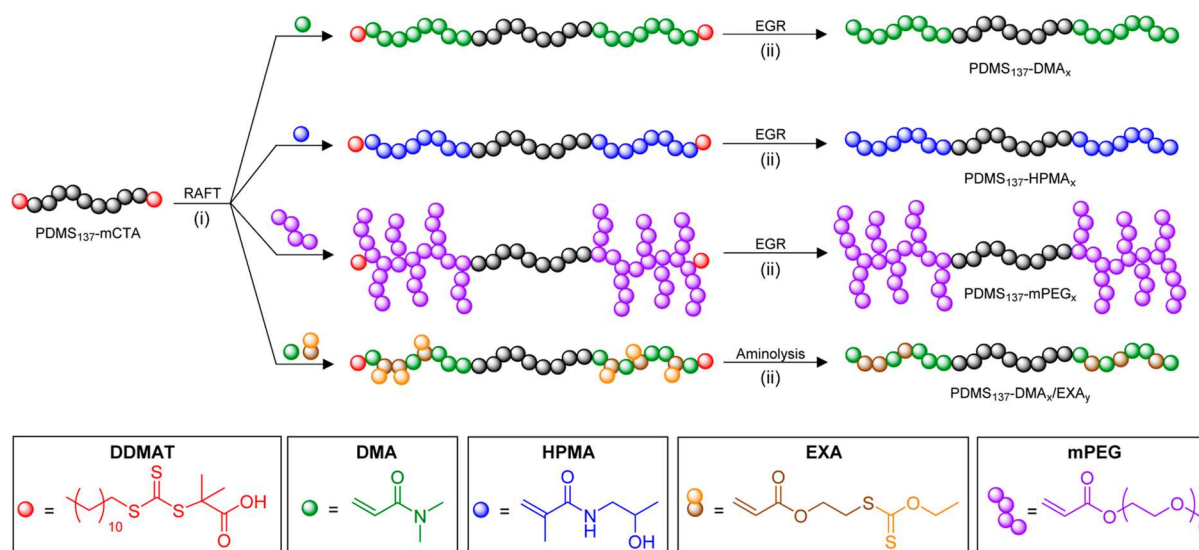 EGR
(ii)
PDMS₁₃₇-DMAₓ
EGR
(ii)
PDMS₁₃₇-HPMAₓ
RAFT
(i)
PDMS₁₃₇-mCTA
EGR
(ii)
PDMS₁₃₇-mPEGₓ
Aminolysis
(ii)
PDMS₁₃₇-DMAₓ/EXAᵧ
DDMAT
= ( ) 10 S S S O OH
DMA
= O N
HPMA
= O N H OH
EXA
= O O S S O
mPEG
= O O ( O )